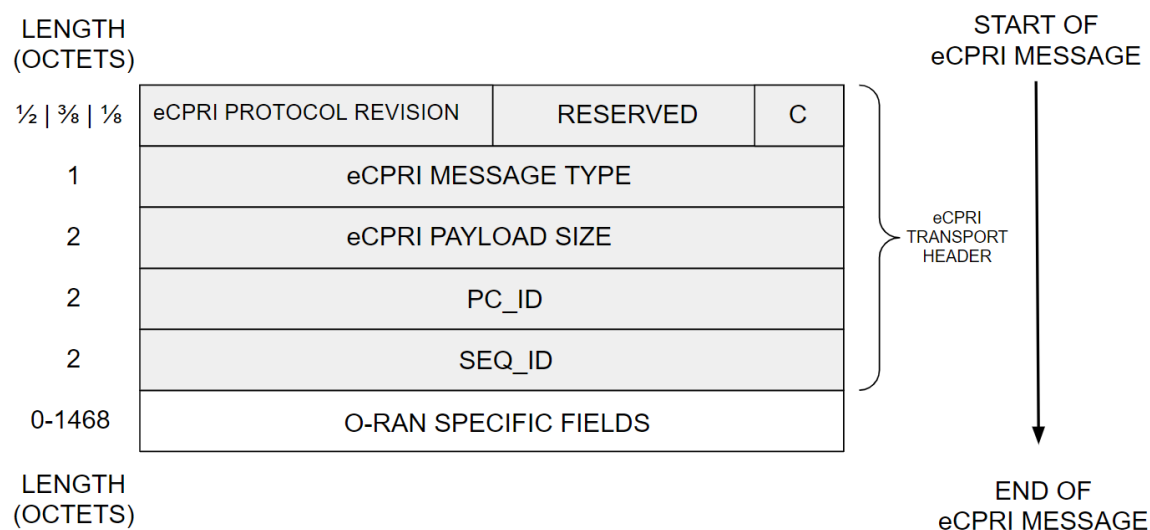 LENGTH
(OCTETS)
START OF
eCPRI MESSAGE
½ | ⅜ | ⅛
eCPRI PROTOCOL REVISION
RESERVED
C
1
eCPRI MESSAGE TYPE
2
eCPRI PAYLOAD SIZE
eCPRI
TRANSPORT
HEADER
2
PC_ID
2
SEQ_ID
0-1468
O-RAN SPECIFIC FIELDS
LENGTH
(OCTETS)
END OF
eCPRI MESSAGE